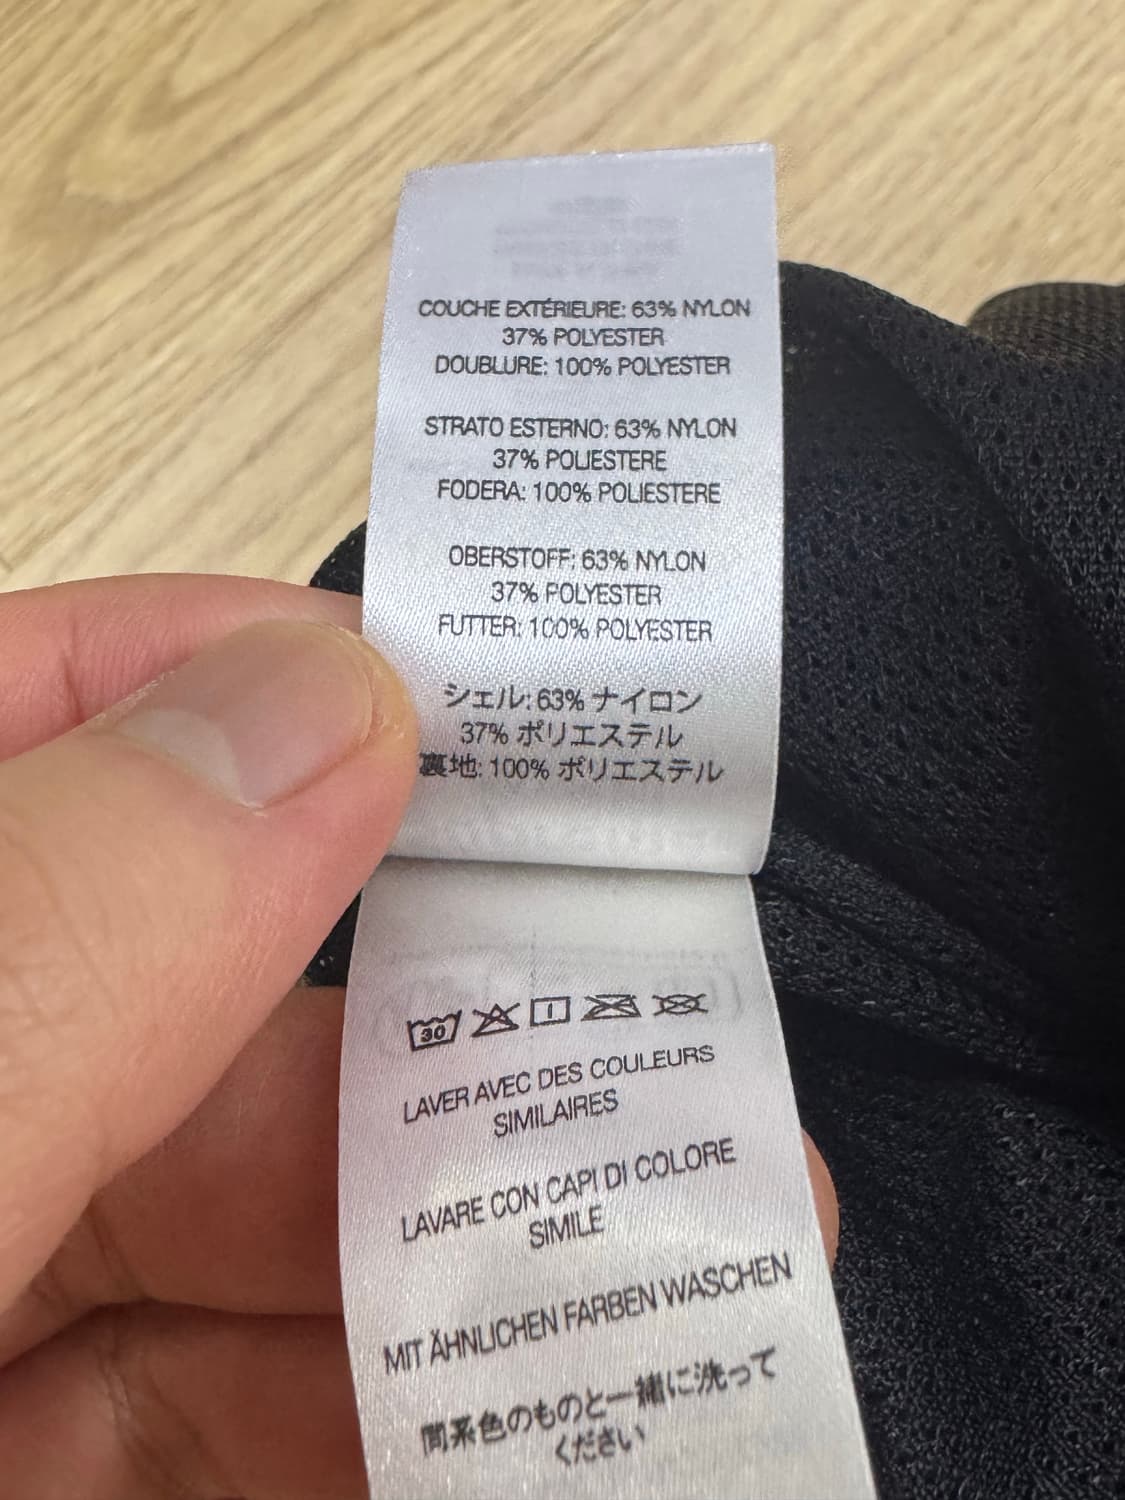 COUCHE EXTÉRIEURE: 63% NYLON
37% POLYESTER
DOUBLURE: 100% POLYESTER
STRATO ESTERNO: 63% NYLON
37% POLIESTERE
FODERA: 100% POLIESTERE
OBERSTOFF: 63% NYLON
37% POLYESTER
FUTTER: 100% POLYESTER
シェル: 63% ナイロン
37% ポリエステル
裏地: 100% ポリエステル
30
LAVER AVEC DES COULEURS
SIMILAIRES
LAVARE CON CAPI DI COLORE
SIMILE
MIT ÄHNLICHEN FARBEN WASCHEN
同系色のものと一緒に洗って
ください